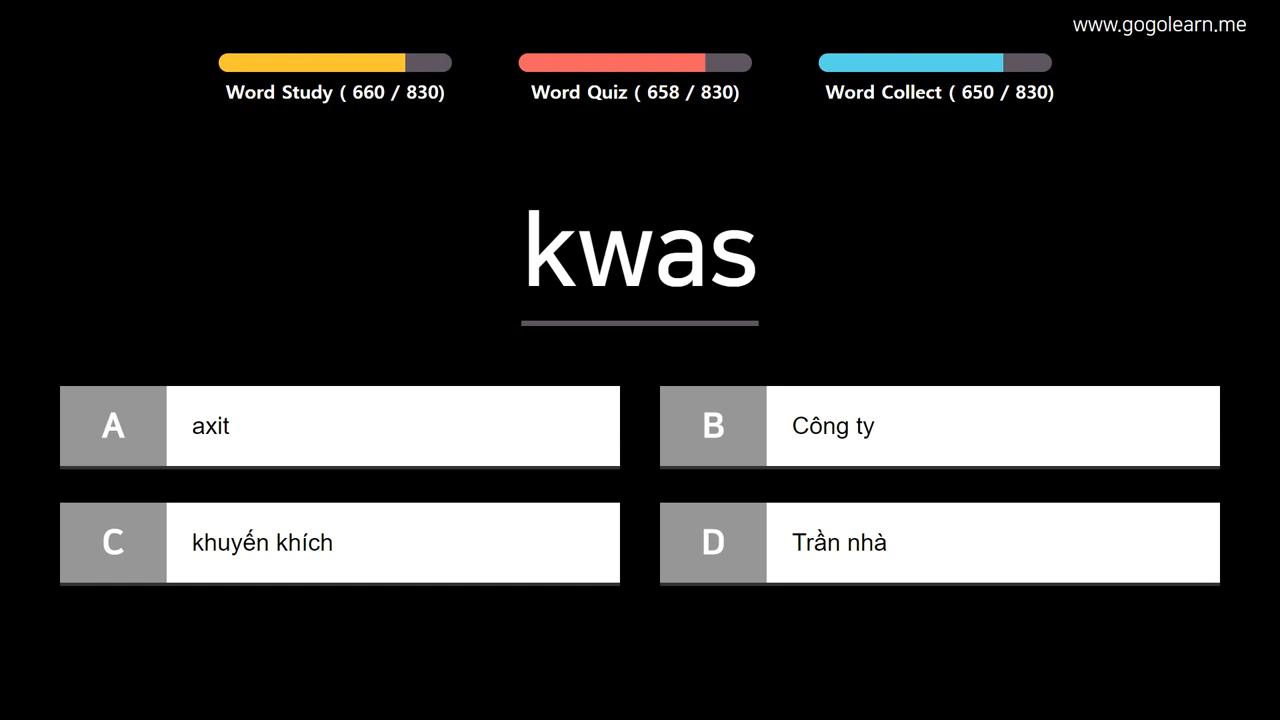 www.gogolearn.me
Word Study ( 660 / 830)
Word Quiz ( 658 / 830)
Word Collect ( 650 / 830)
kwas
A axit
B Công ty
C khuyến khích
D Trần nhà